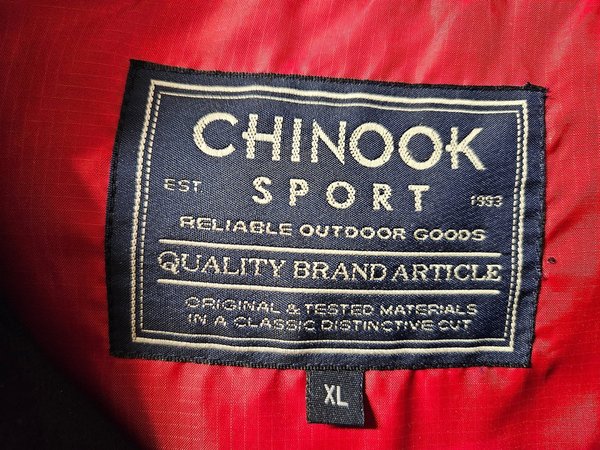 CHINOOK
EST. SPORT 1993
RELIABLE OUTDOOR GOODS
QUALITY BRAND ARTICLE
ORIGINAL & TESTED MATERIALS
IN A CLASSIC DISTINCTIVE CUT
XL